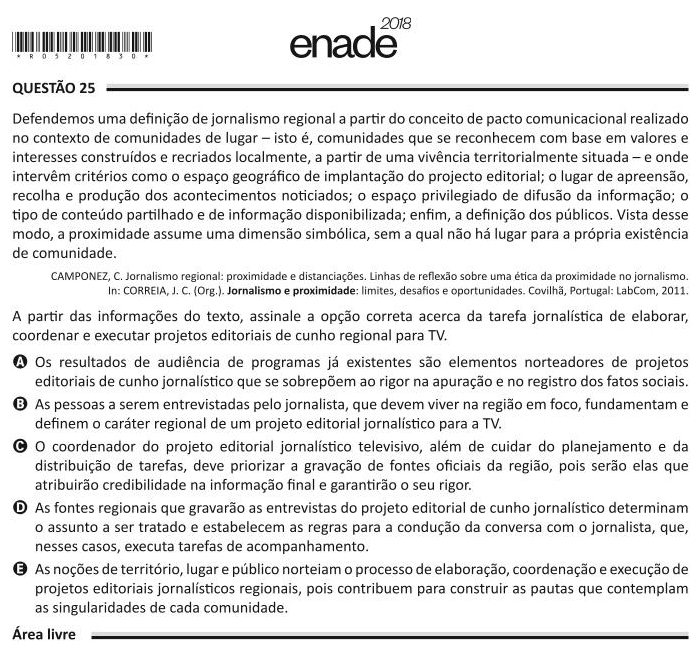 * R 0 5 2 0 1 8 3 0 *
enade 2018
QUESTÃO 25
Defendemos uma definição de jornalismo regional a partir do conceito de pacto comunicacional realizado
no contexto de comunidades de lugar – isto é, comunidades que se reconhecem com base em valores e
interesses construídos e recriados localmente, a partir de uma vivência territorialmente situada – e onde
intervêm critérios como o espaço geográfico de implantação do projecto editorial; o lugar de apreensão,
recolha e produção dos acontecimentos noticiados; o espaço privilegiado de difusão da informação; o
tipo de conteúdo partilhado e de informação disponibilizada; enfim, a definição dos públicos. Vista desse
modo, a proximidade assume uma dimensão simbólica, sem a qual não há lugar para a própria existência
de comunidade.
CAMPONEZ, C. Jornalismo regional: proximidade e distanciações. Linhas de reflexão sobre uma ética da proximidade no jornalismo.
In: CORREIA, J. C. (Org.). Jornalismo e proximidade: limites, desafios e oportunidades. Covilhã, Portugal: LabCom, 2011.
A partir das informações do texto, assinale a opção correta acerca da tarefa jornalística de elaborar,
coordenar e executar projetos editoriais de cunho regional para TV.
A Os resultados de audiência de programas já existentes são elementos norteadores de projetos
editoriais de cunho jornalístico que se sobrepõem ao rigor na apuração e no registro dos fatos sociais.
B As pessoas a serem entrevistadas pelo jornalista, que devem viver na região em foco, fundamentam e
definem o caráter regional de um projeto editorial jornalístico para a TV.
C O coordenador do projeto editorial jornalístico televisivo, além de cuidar do planejamento e da
distribuição de tarefas, deve priorizar a gravação de fontes oficiais da região, pois serão elas que
atribuirão credibilidade na informação final e garantirão o seu rigor.
D As fontes regionais que gravarão as entrevistas do projeto editorial de cunho jornalístico determinam
o assunto a ser tratado e estabelecem as regras para a condução da conversa com o jornalista, que,
nesses casos, executa tarefas de acompanhamento.
E As noções de território, lugar e público norteiam o processo de elaboração, coordenação e execução de
projetos editoriais jornalísticos regionais, pois contribuem para construir as pautas que contemplam
as singularidades de cada comunidade.
Área livre